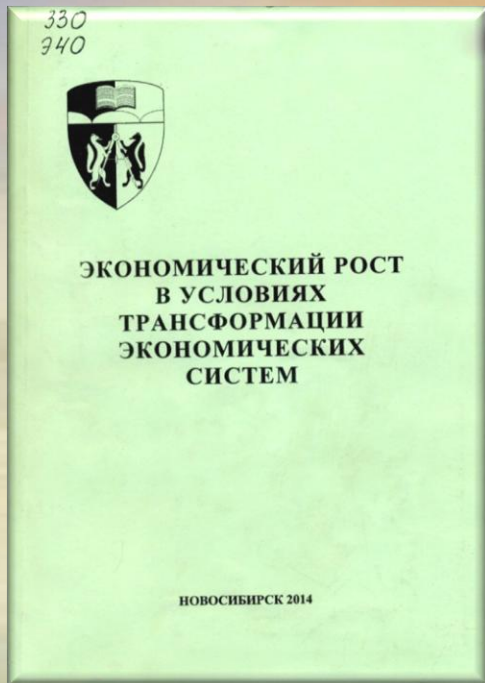 330
Э40
ЭКОНОМИЧЕСКИЙ РОСТ
В УСЛОВИЯХ
ТРАНСФОРМАЦИИ
ЭКОНОМИЧЕСКИХ
СИСТЕМ
НОВОСИБИРСК 2014